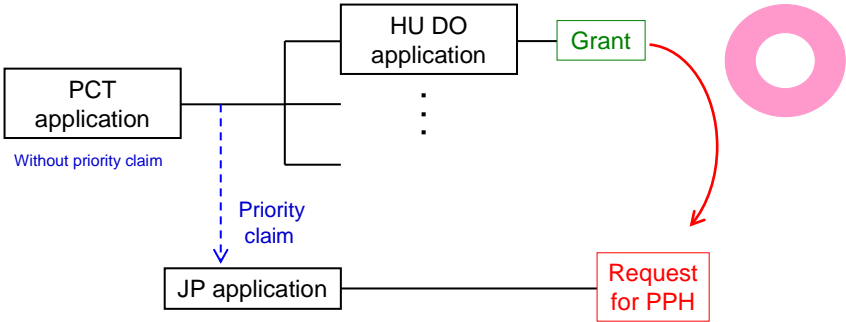 HU DO
application
Grant
PCT
application
Without priority claim
Priority
claim
JP application
Request
for PPH